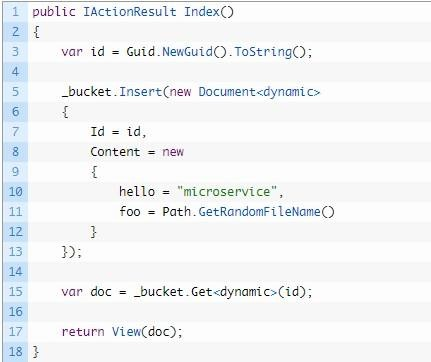 1 public IActionResult Index()
2 {
3     var id = Guid.NewGuid().ToString();
4
5     _bucket.Insert(new Document<dynamic>
6     {
7         Id = id,
8         Content = new
9         {
10             hello = "microservice",
11             foo = Path.GetRandomFileName()
12         }
13     });
14
15     var doc = _bucket.Get<dynamic>(id);
16
17     return View(doc);
18 }